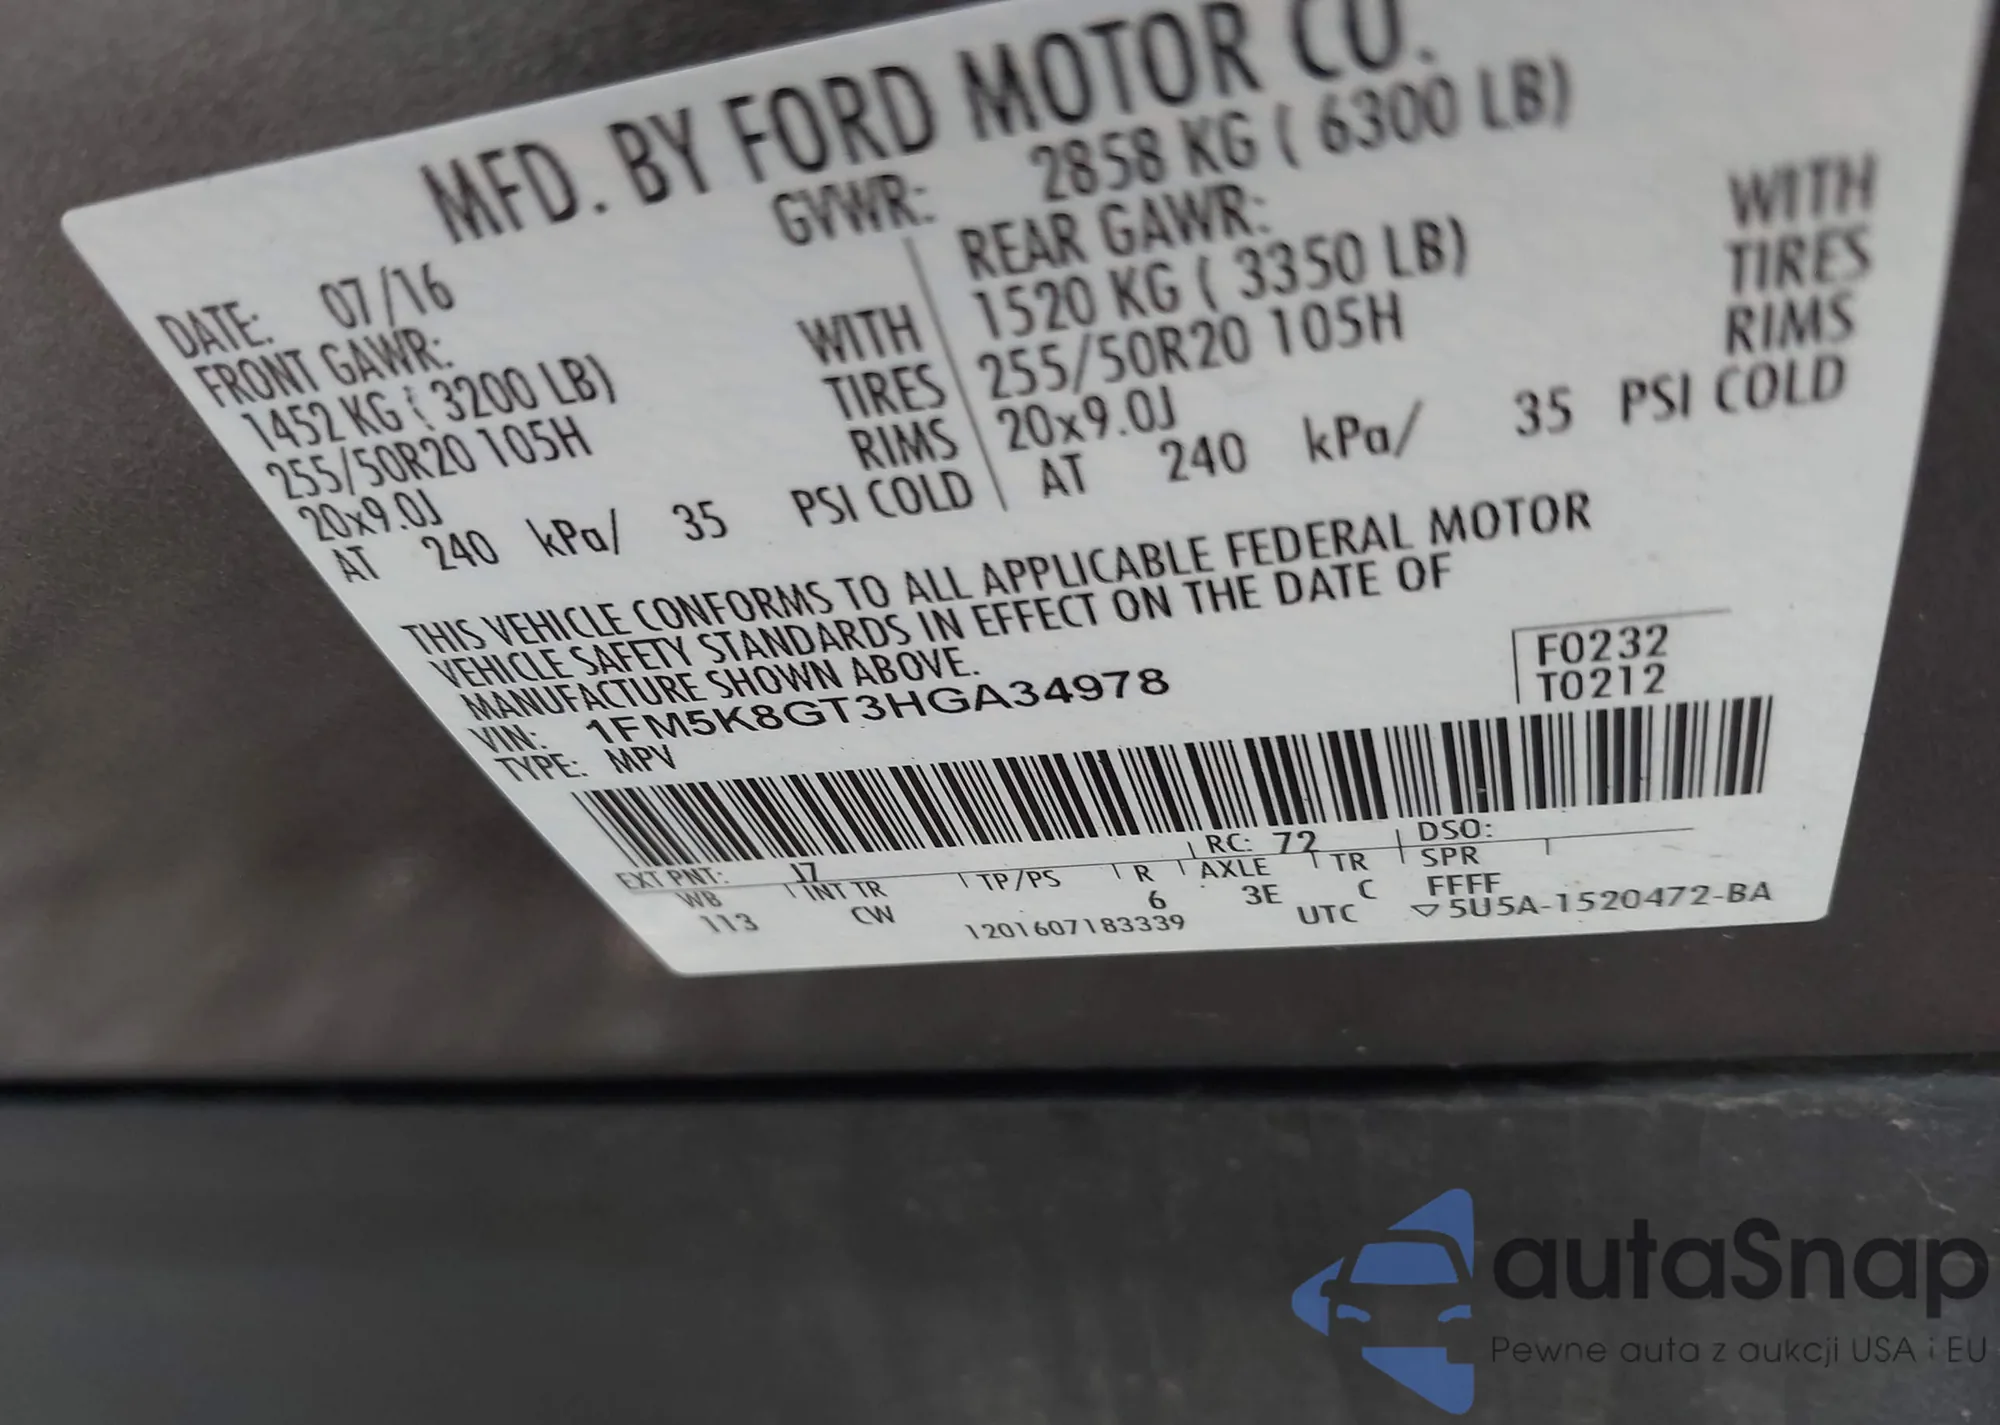 MFD. BY FORD MOTOR CO.
DATE: 07/16
GVWR: 2858 KG ( 6300 LB)
FRONT GAWR:
1452 KG ( 3200 LB) WITH
255/50R20 105H TIRES
20x9.0J RIMS
AT 240 kPa/ 35 PSI COLD
REAR GAWR:
1520 KG ( 3350 LB) WITH
255/50R20 105H TIRES
20x9.0J RIMS
AT 240 kPa/ 35 PSI COLD
THIS VEHICLE CONFORMS TO ALL APPLICABLE FEDERAL MOTOR
VEHICLE SAFETY STANDARDS IN EFFECT ON THE DATE OF
MANUFACTURE SHOWN ABOVE.
VIN: 1FM5K8GT3HGA34978
TYPE: MPV
F0232
T0212
EXT PNT: J7 RC: 72 DSO:
WB INT TR TP/PS R AXLE TR SPR
113 CW 6 3E C FFFF
1201607183339 UTC ▽5U5A-1520472-BA
autaSnap
Pewne auta z aukcji USA i EU